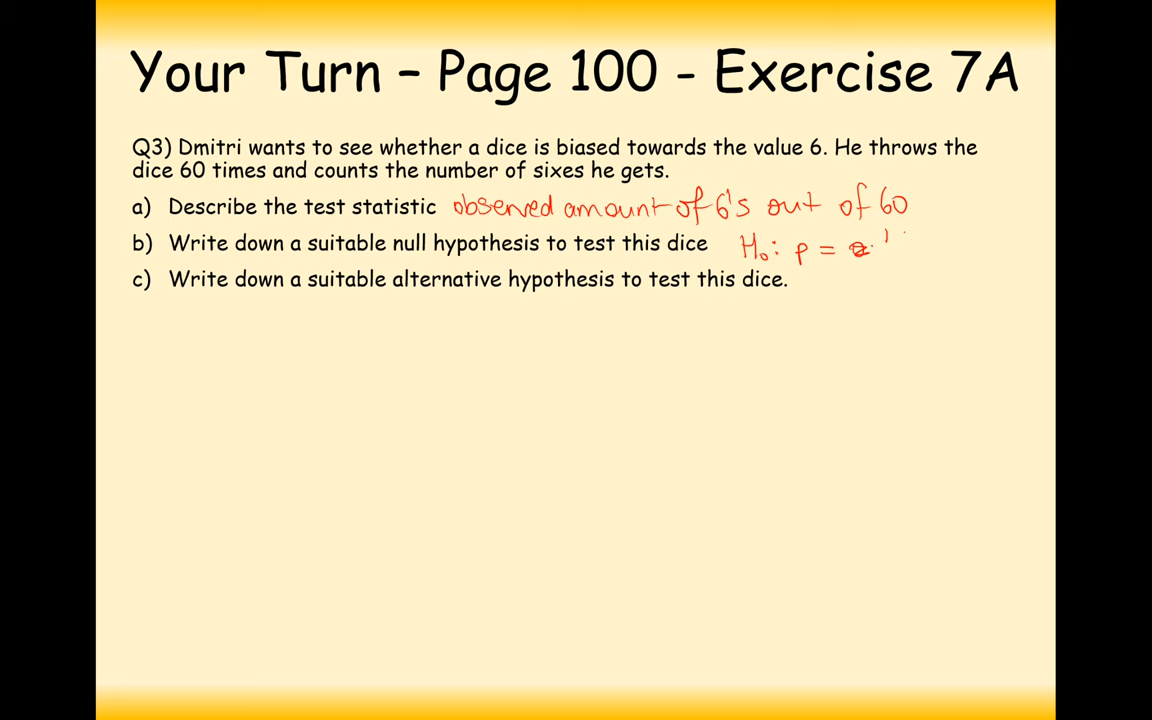 Your Turn – Page 100 - Exercise 7A
Q3) Dmitri wants to see whether a dice is biased towards the value 6. He throws the
dice 60 times and counts the number of sixes he gets.
a) Describe the test statistic observed amount of 6's out of 60
b) Write down a suitable null hypothesis to test this dice H₀: p =
c) Write down a suitable alternative hypothesis to test this dice.